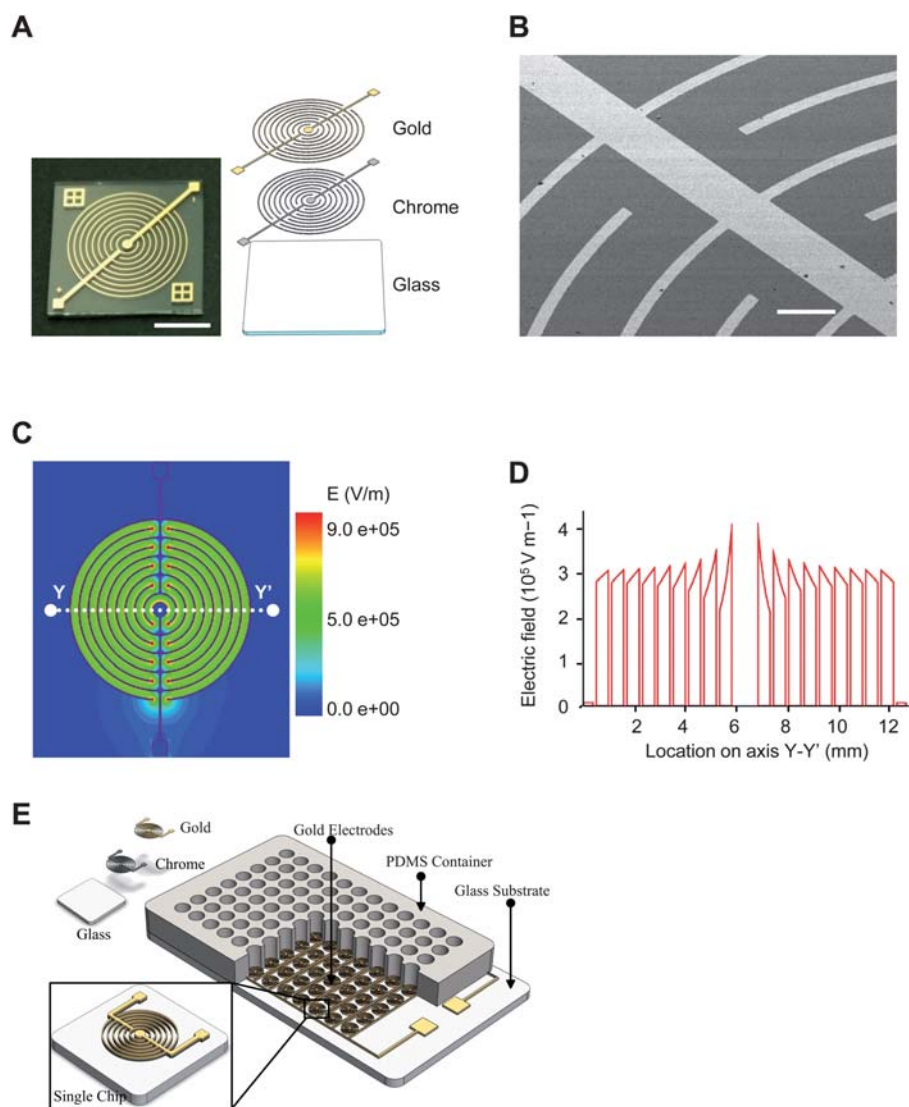 A
Gold
Chrome
Glass
B
C
E (V/m)
9.0 e+05
5.0 e+05
0.0 e+00
Y
Y'
D
Electric field (10⁵ V m−1)
4
3
2
1
0
2
4
6
8
10
12
Location on axis Y-Y' (mm)
E
Gold
Chrome
Glass
Gold Electrodes
PDMS Container
Glass Substrate
Single Chip